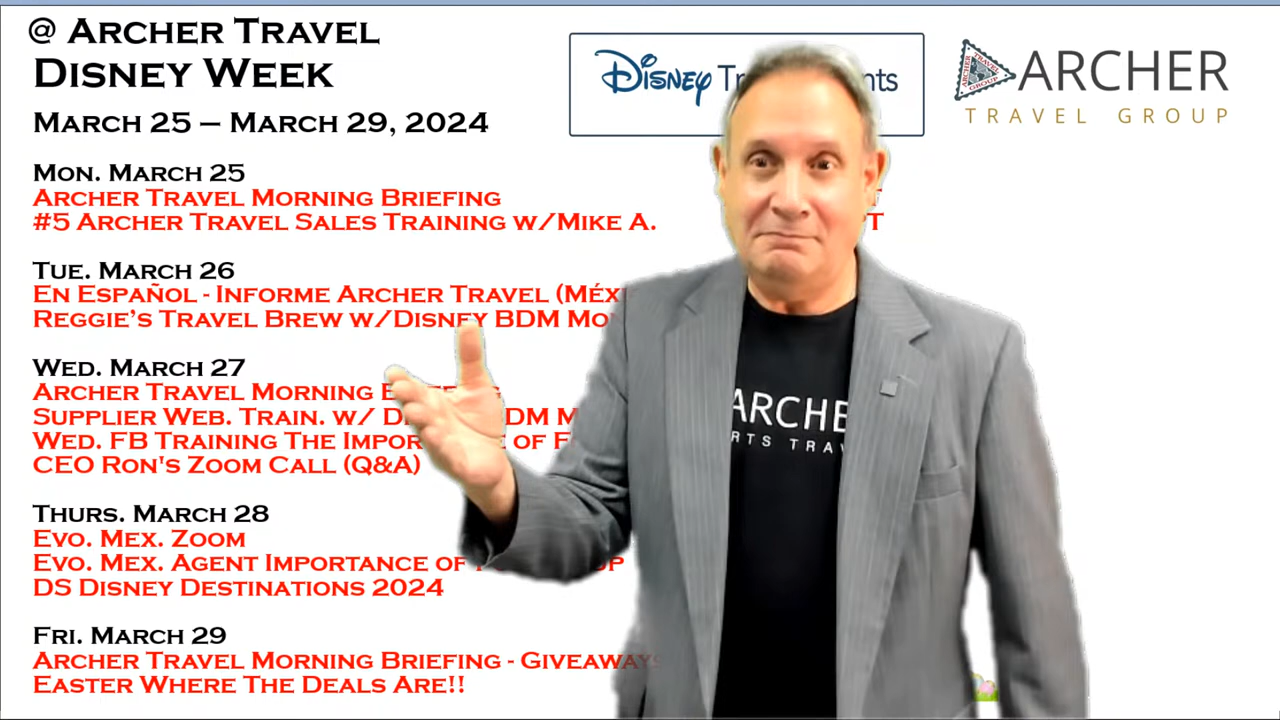 @ ARCHER TRAVEL
DISNEY WEEK
MARCH 25 – MARCH 29, 2024
DISNEY
ARCHER
TRAVEL GROUP
MON. MARCH 25
ARCHER TRAVEL MORNING BRIEFING
#5 ARCHER TRAVEL SALES TRAINING W/MIKE A.
TUE. MARCH 26
EN ESPAÑOL - INFORME ARCHER TRAVEL
REGGIE’S TRAVEL BREW W/DISNEY BDM
WED. MARCH 27
ARCHER TRAVEL MORNING
SUPPLIER WEB. TRAIN. W/
WED. FB TRAINING THE OF
CEO RON'S ZOOM CALL (Q&A)
THURS. MARCH 28
EVO. MEX. ZOOM
EVO. MEX. AGENT IMPORTANCE OF
DS DISNEY DESTINATIONS 2024
FRI. MARCH 29
ARCHER TRAVEL MORNING BRIEFING - GIVEAWAYS
EASTER WHERE THE DEALS ARE!!